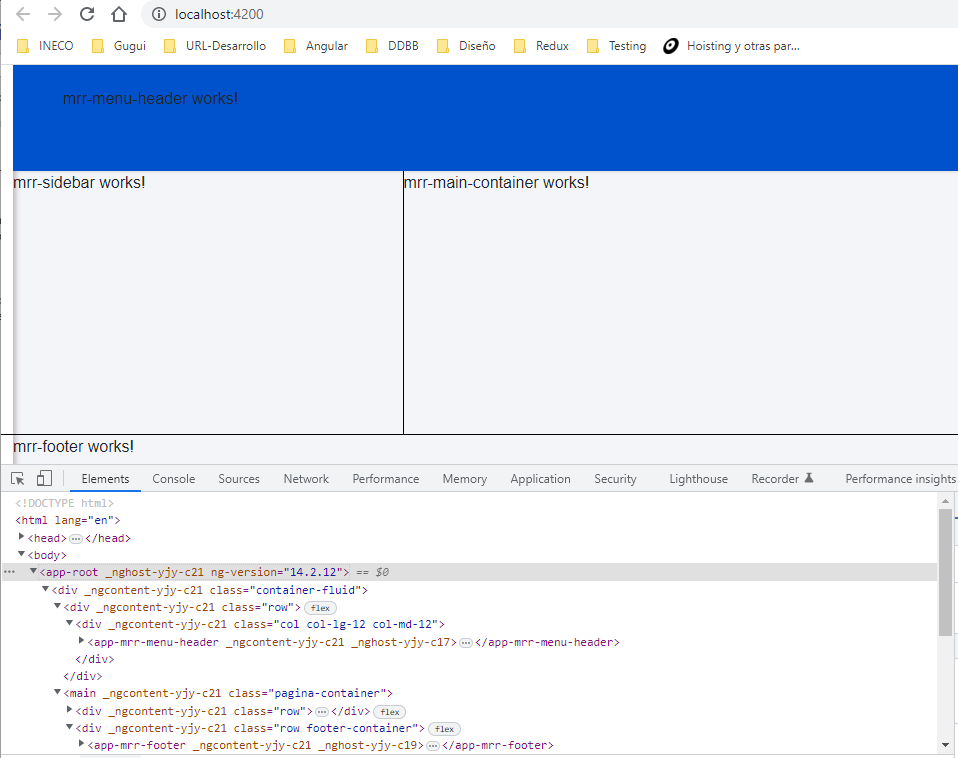 localhost:4200
INECO Gugui URL-Desarrollo Angular DDBB Diseño Redux Testing Hoisting y otras par...
mrr-menu-header works!
mrr-sidebar works! mrr-main-container works!
mrr-footer works!
Elements Console Sources Network Performance Memory Application Security Lighthouse Recorder Performance insights
<!DOCTYPE html>
<html lang="en">
<head>⋯</head>
<body>
⋯ <app-root _nghost-yjy-c21 ng-version="14.2.12"> == $0
<div _ngcontent-yjy-c21 class="container-fluid">
<div _ngcontent-yjy-c21 class="row"> flex
<div _ngcontent-yjy-c21 class="col col-lg-12 col-md-12">
<app-mrr-menu-header _ngcontent-yjy-c21 _nghost-yjy-c17>⋯</app-mrr-menu-header>
</div>
</div>
<main _ngcontent-yjy-c21 class="pagina-container">
<div _ngcontent-yjy-c21 class="row">⋯</div> flex
<div _ngcontent-yjy-c21 class="row footer-container"> flex
<app-mrr-footer _ngcontent-yjy-c21 _nghost-yjy-c19>⋯</app-mrr-footer>